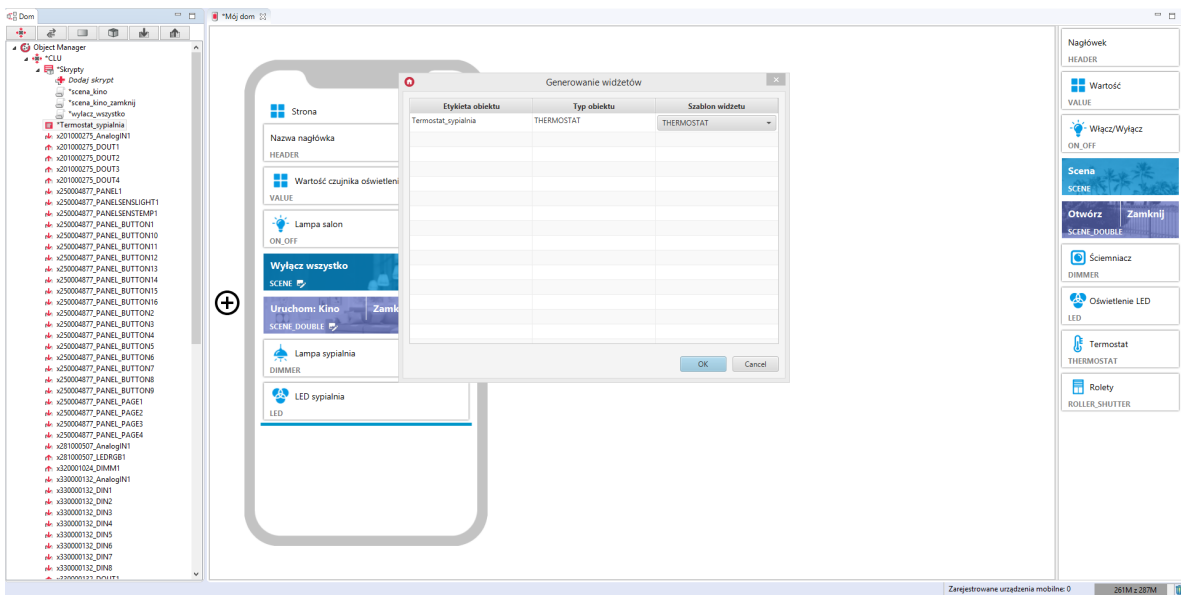 Dom
*Mój dom
Object Manager
*CLU
*Skrypty
Dodaj skrypt
*scena_kino
*scena_kino_zamknij
*wylacz_wszystko
*Termostat_sypialnia
x201000275_AnalogIN1
x201000275_DOUT1
x201000275_DOUT2
x201000275_DOUT3
x201000275_DOUT4
x250004877_PANEL1
x250004877_PANELSENSLIGHT1
x250004877_PANELSENSTEMP1
x250004877_PANEL_BUTTON1
x250004877_PANEL_BUTTON10
x250004877_PANEL_BUTTON11
x250004877_PANEL_BUTTON12
x250004877_PANEL_BUTTON13
x250004877_PANEL_BUTTON14
x250004877_PANEL_BUTTON15
x250004877_PANEL_BUTTON16
x250004877_PANEL_BUTTON2
x250004877_PANEL_BUTTON3
x250004877_PANEL_BUTTON4
x250004877_PANEL_BUTTON5
x250004877_PANEL_BUTTON6
x250004877_PANEL_BUTTON7
x250004877_PANEL_BUTTON8
x250004877_PANEL_BUTTON9
x250004877_PANEL_PAGE1
x250004877_PANEL_PAGE2
x250004877_PANEL_PAGE3
x250004877_PANEL_PAGE4
x281000507_AnalogIN1
x281000507_LEDRGB1
x320001024_DIMM1
x330000132_AnalogIN1
x330000132_DIN1
x330000132_DIN2
x330000132_DIN3
x330000132_DIN4
x330000132_DIN5
x330000132_DIN6
x330000132_DIN7
x330000132_DIN8
x330000132_DOUT1
Strona
Nazwa nagłówka
HEADER
Wartość czujnika oświetleni
VALUE
Lampa salon
ON_OFF
Wyłącz wszystko
SCENE
Uruchom: Kino
Zamk
SCENE_DOUBLE
Lampa sypialnia
DIMMER
LED sypialnia
LED
Generowanie widżetów
Etykieta obiektu
Typ obiektu
Szablon widżetu
Termostat_sypialnia
THERMOSTAT
THERMOSTAT
OK
Cancel
Nagłówek
HEADER
Wartość
VALUE
Włącz/Wyłącz
ON_OFF
Scena
SCENE
Otwórz
Zamknij
SCENE_DOUBLE
Ściemniacz
DIMMER
Oświetlenie LED
LED
Termostat
THERMOSTAT
Rolety
ROLLER_SHUTTER
Zarejestrowane urządzenia mobilne: 0
261M z 287M